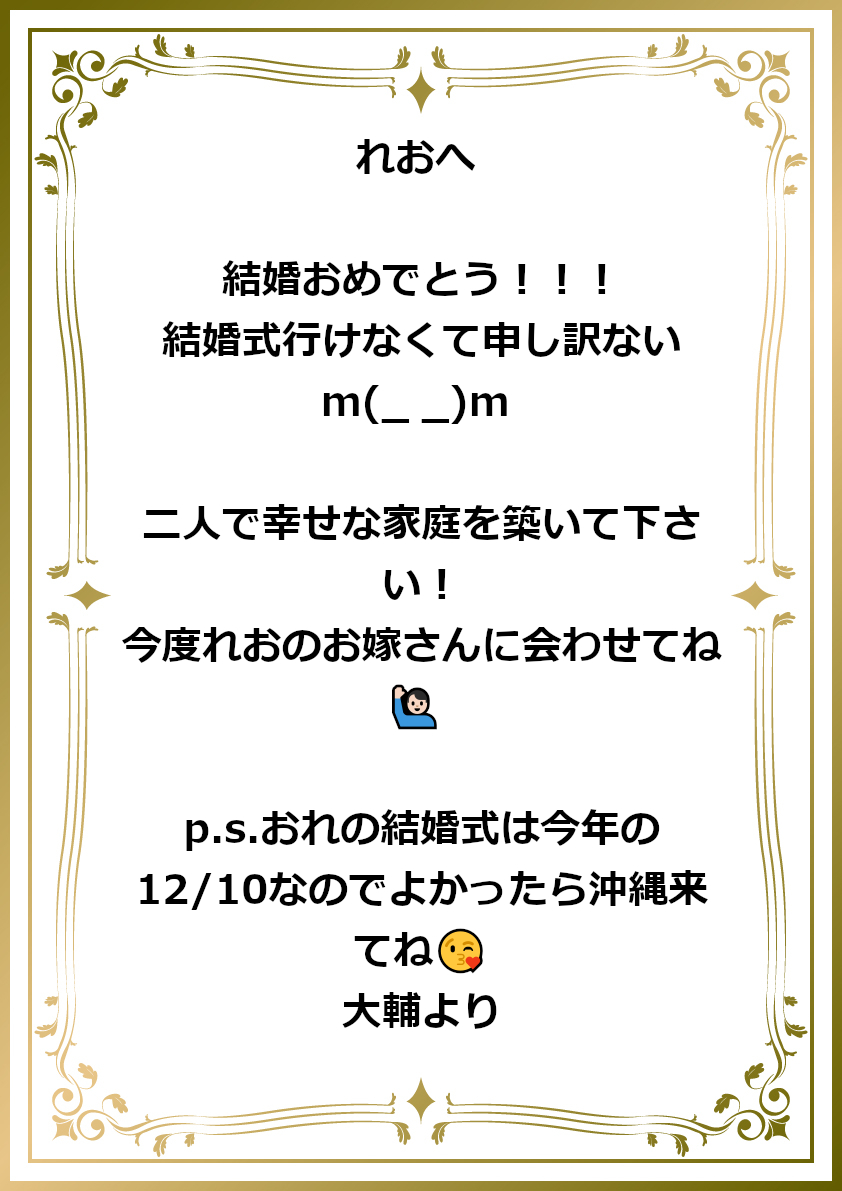 れおへ
結婚おめでとう！！！
結婚式行けなくて申し訳ない
m(_ _)m
二人で幸せな家庭を築いて下さ
い！
今度れおのお嫁さんに会わせてね
🙋🏻‍♂️
p.s.おれの結婚式は今年の
12/10なのでよかったら沖縄来
てね😘
大輔より